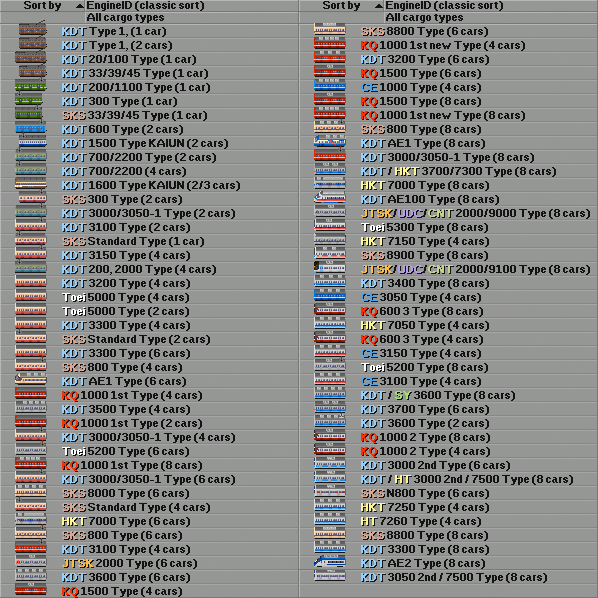 Sort by EngineID (classic sort)
All cargo types
KDT Type 1, (1 car)
KDT Type 1, (2 cars)
KDT 20/100 Type (1 car)
KDT 33/39/45 Type (1 car)
KDT 200/1100 Type (1 car)
KDT 300 Type (1 car)
SKS 33/39/45 Type (1 car)
KDT 600 Type (2 cars)
KDT 1500 Type KAIUN (2 cars)
KDT 700/2200 Type (2 cars)
KDT 700/2200 Type (4 cars)
KDT 1600 Type KAIUN (2/3 cars)
SKS 300 Type (2 cars)
KDT 3000/3050-1 Type (2 cars)
KDT 3100 Type (2 cars)
SKS Standard Type (1 car)
KDT 3150 Type (4 cars)
KDT 200, 2000 Type (4 cars)
KDT 3200 Type (4 cars)
Toei 5000 Type (4 cars)
Toei 5000 Type (2 cars)
KDT 3300 Type (4 cars)
SKS Standard Type (2 cars)
KDT 3300 Type (6 cars)
SKS 800 Type (4 cars)
KDT AE1 Type (6 cars)
KQ 1000 1st Type (4 cars)
KDT 3500 Type (4 cars)
KQ 1000 1st Type (2 cars)
KDT 3000/3050-1 Type (4 cars)
Toei 5200 Type (6 cars)
KQ 1000 1st Type (8 cars)
KDT 3000/3050-1 Type (6 cars)
SKS 8000 Type (6 cars)
SKS Standard Type (4 cars)
HKT 7000 Type (6 cars)
SKS 800 Type (6 cars)
KDT 3100 Type (4 cars)
JTSK 2000 Type (6 cars)
KDT 3600 Type (6 cars)
KQ 1500 Type (4 cars)
Sort by EngineID (classic sort)
All cargo types
SKS 8800 Type (6 cars)
KQ 1000 1st new Type (4 cars)
KDT 3200 Type (6 cars)
KQ 1500 Type (6 cars)
CE 1000 Type (4 cars)
KQ 1500 Type (8 cars)
KQ 1000 1st new Type (8 cars)
SKS 800 Type (8 cars)
KDT AE1 Type (8 cars)
KDT 3000/3050-1 Type (8 cars)
KDT / HKT 3700/7300 Type (8 cars)
HKT 7000 Type (8 cars)
KDT AE100 Type (8 cars)
JTSK/UDC/CNT 2000/9000 Type (8 cars)
Toei 5300 Type (8 cars)
HKT 7150 Type (4 cars)
SKS 8900 Type (8 cars)
JTSK/UDC/CNT 2000/9100 Type (8 cars)
KDT 3400 Type (8 cars)
CE 3050 Type (4 cars)
KQ 600 3 Type (8 cars)
HKT 7050 Type (4 cars)
KQ 600 3 Type (4 cars)
CE 3150 Type (4 cars)
Toei 5200 Type (8 cars)
CE 3100 Type (4 cars)
KDT / SY 3600 Type (8 cars)
KDT 3700 Type (6 cars)
KDT 3600 Type (2 cars)
KQ 1000 2 Type (8 cars)
KQ 1000 2 Type (4 cars)
KDT 3000 2nd Type (6 cars)
KDT / HT 3000 2nd / 7500 Type (8 cars)
SKS N800 Type (6 cars)
HKT 7250 Type (4 cars)
HT 7260 Type (4 cars)
SKS 8800 Type (8 cars)
KDT 3300 Type (8 cars)
KDT AE2 Type (8 cars)
KDT 3050 2nd / 7500 Type (8 cars)